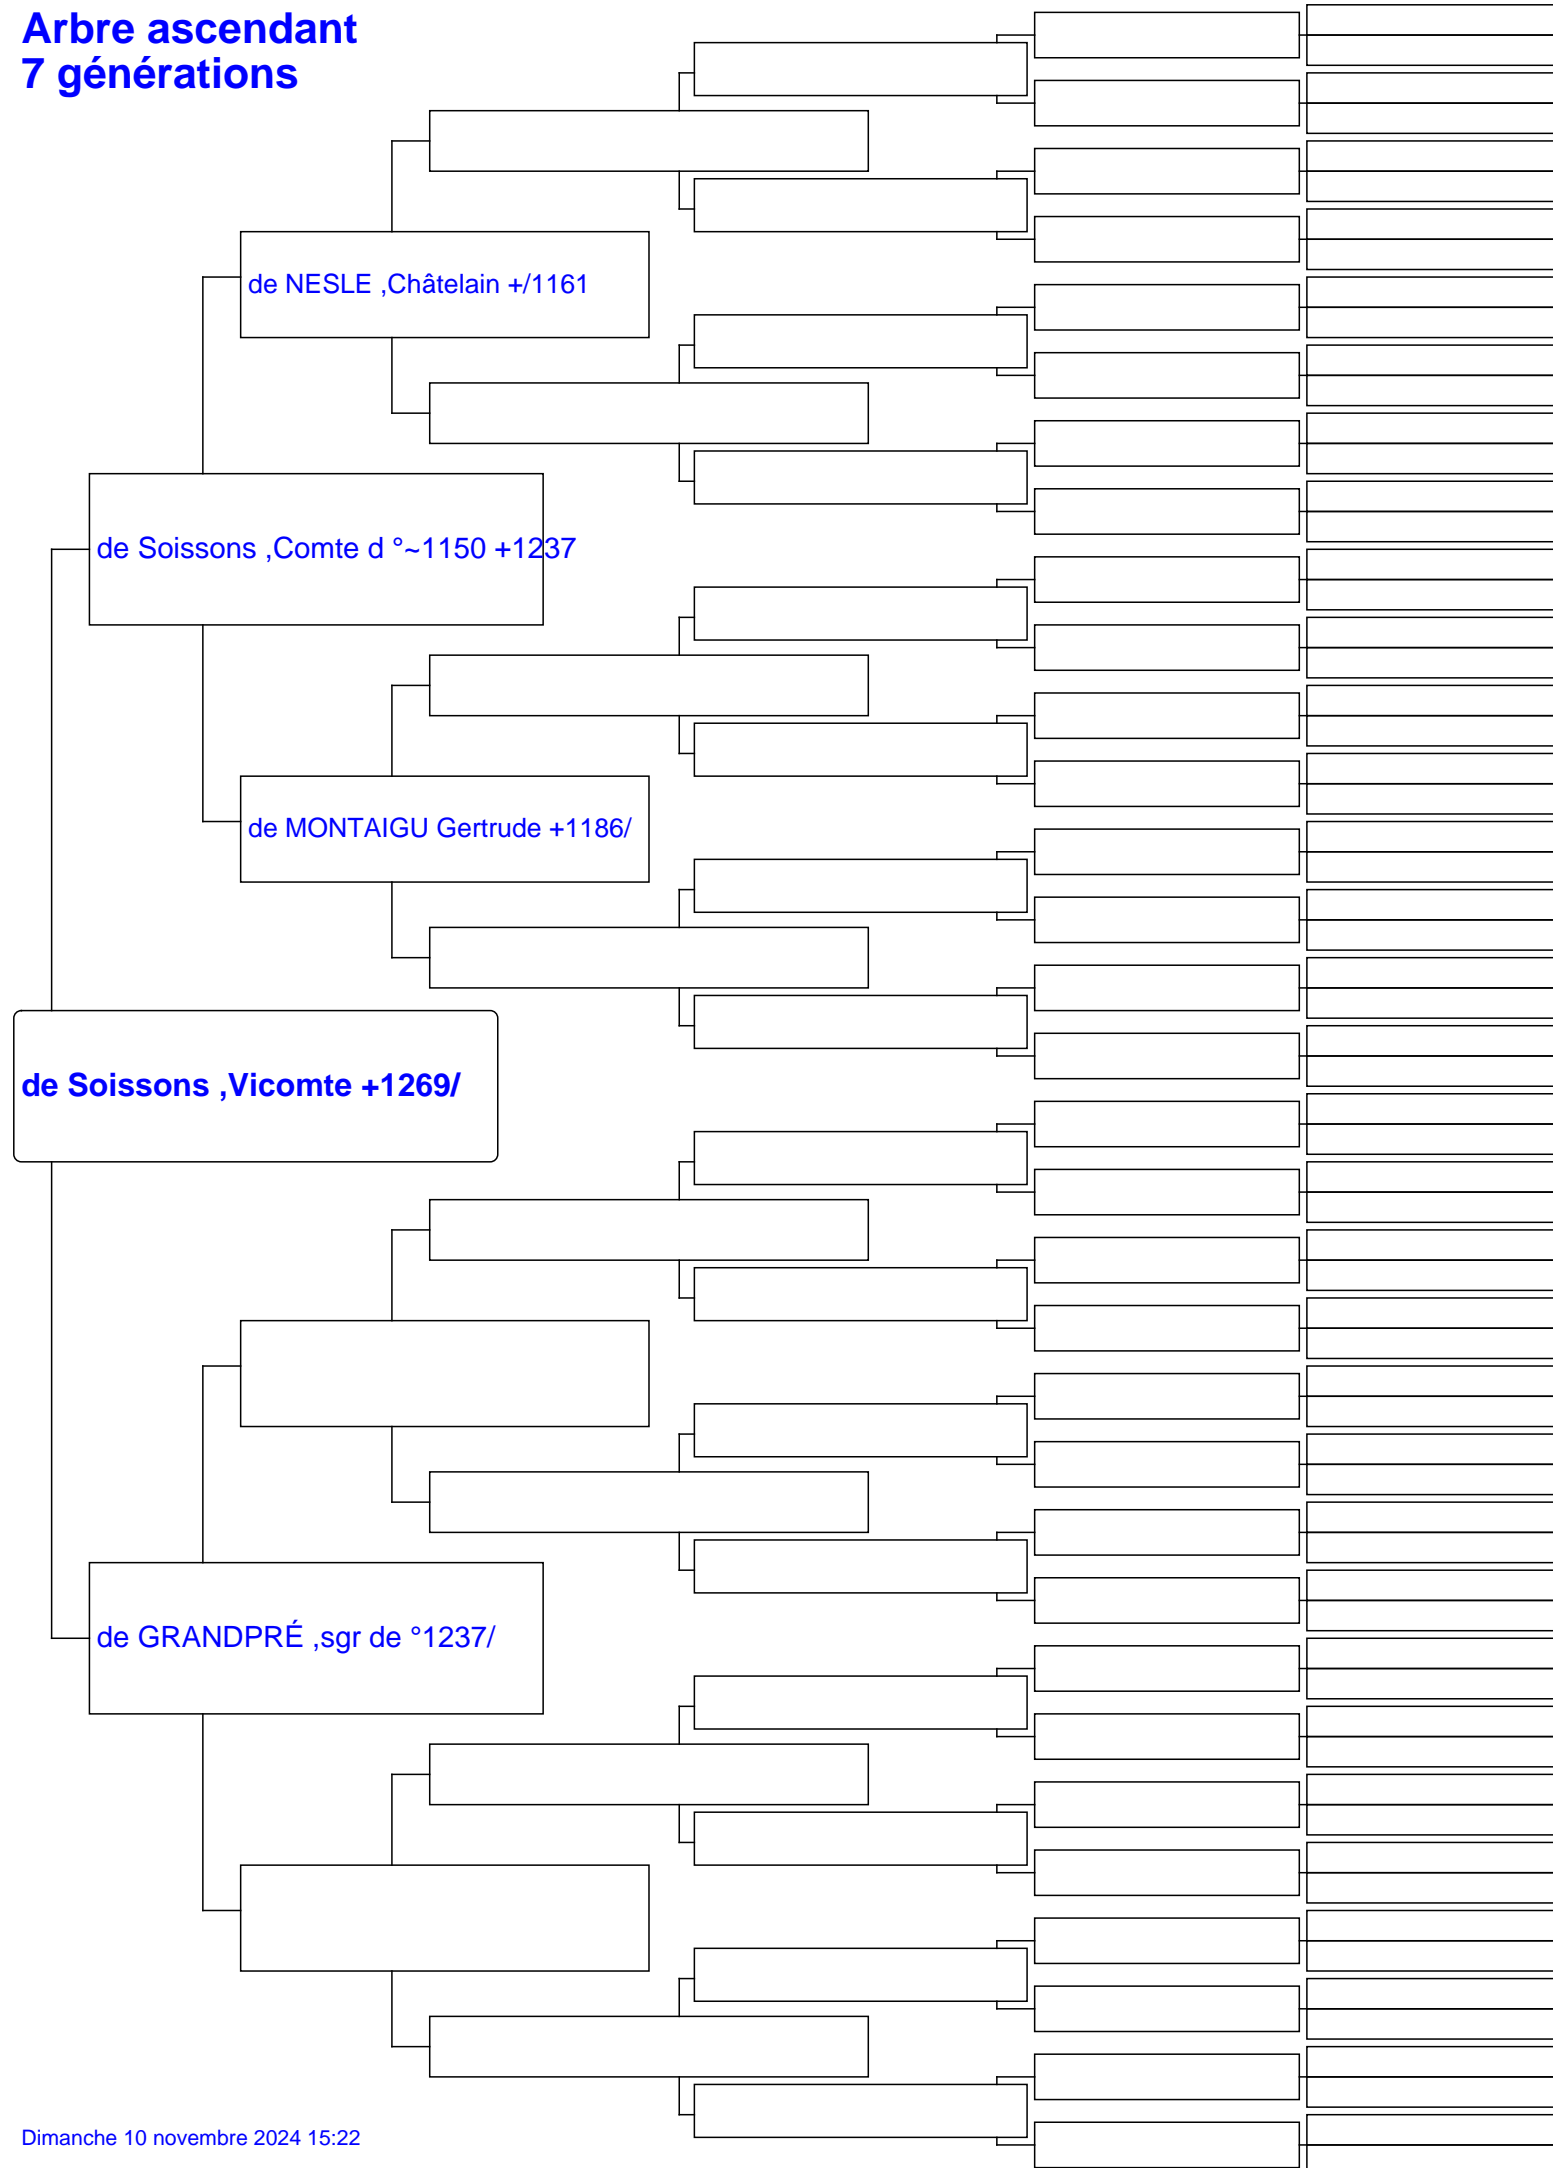 Arbre ascendant
7 générations
de NESLE ,Châtelain +/1161
de Soissons ,Comte d °~1150 +1237
de MONTAIGU Gertrude +1186/
de Soissons ,Vicomte +1269/
de GRANDPRÉ ,sgr de °1237/
Dimanche 10 novembre 2024 15:22